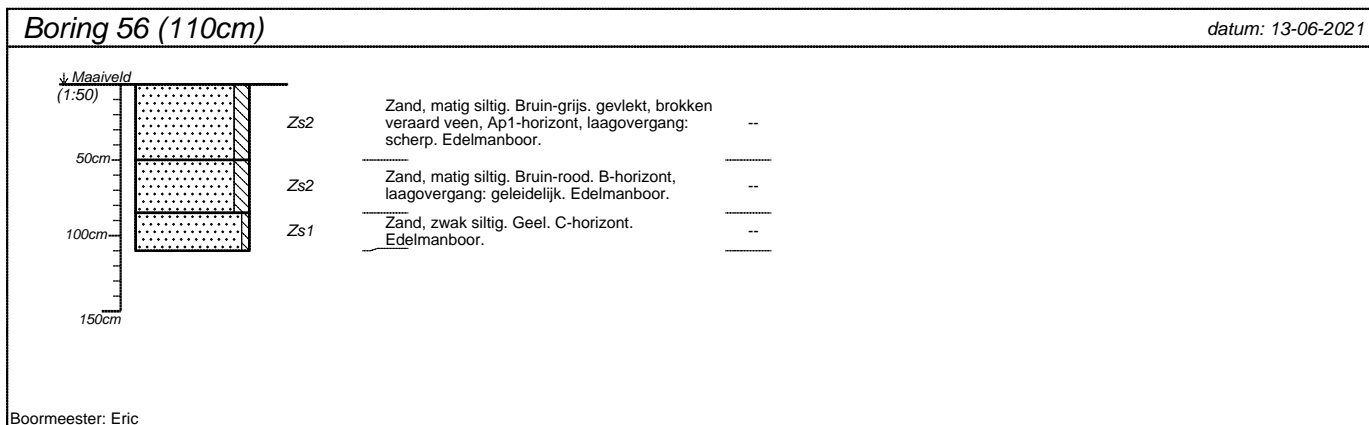 Boring 56 (110cm)
datum: 13-06-2021
Maaiveld
(1:50)
Zs2
Zand, matig siltig. Bruin-grijs. gevlekt, brokken
veraard veen, Ap1-horizont, laagovergang:
scherp. Edelmanboor.
--
50cm
Zs2
Zand, matig siltig. Bruin-rood. B-horizont,
laagovergang: geleidelijk. Edelmanboor.
--
100cm
Zs1
Zand, zwak siltig. Geel. C-horizont.
Edelmanboor.
--
150cm
Boormeester: Eric